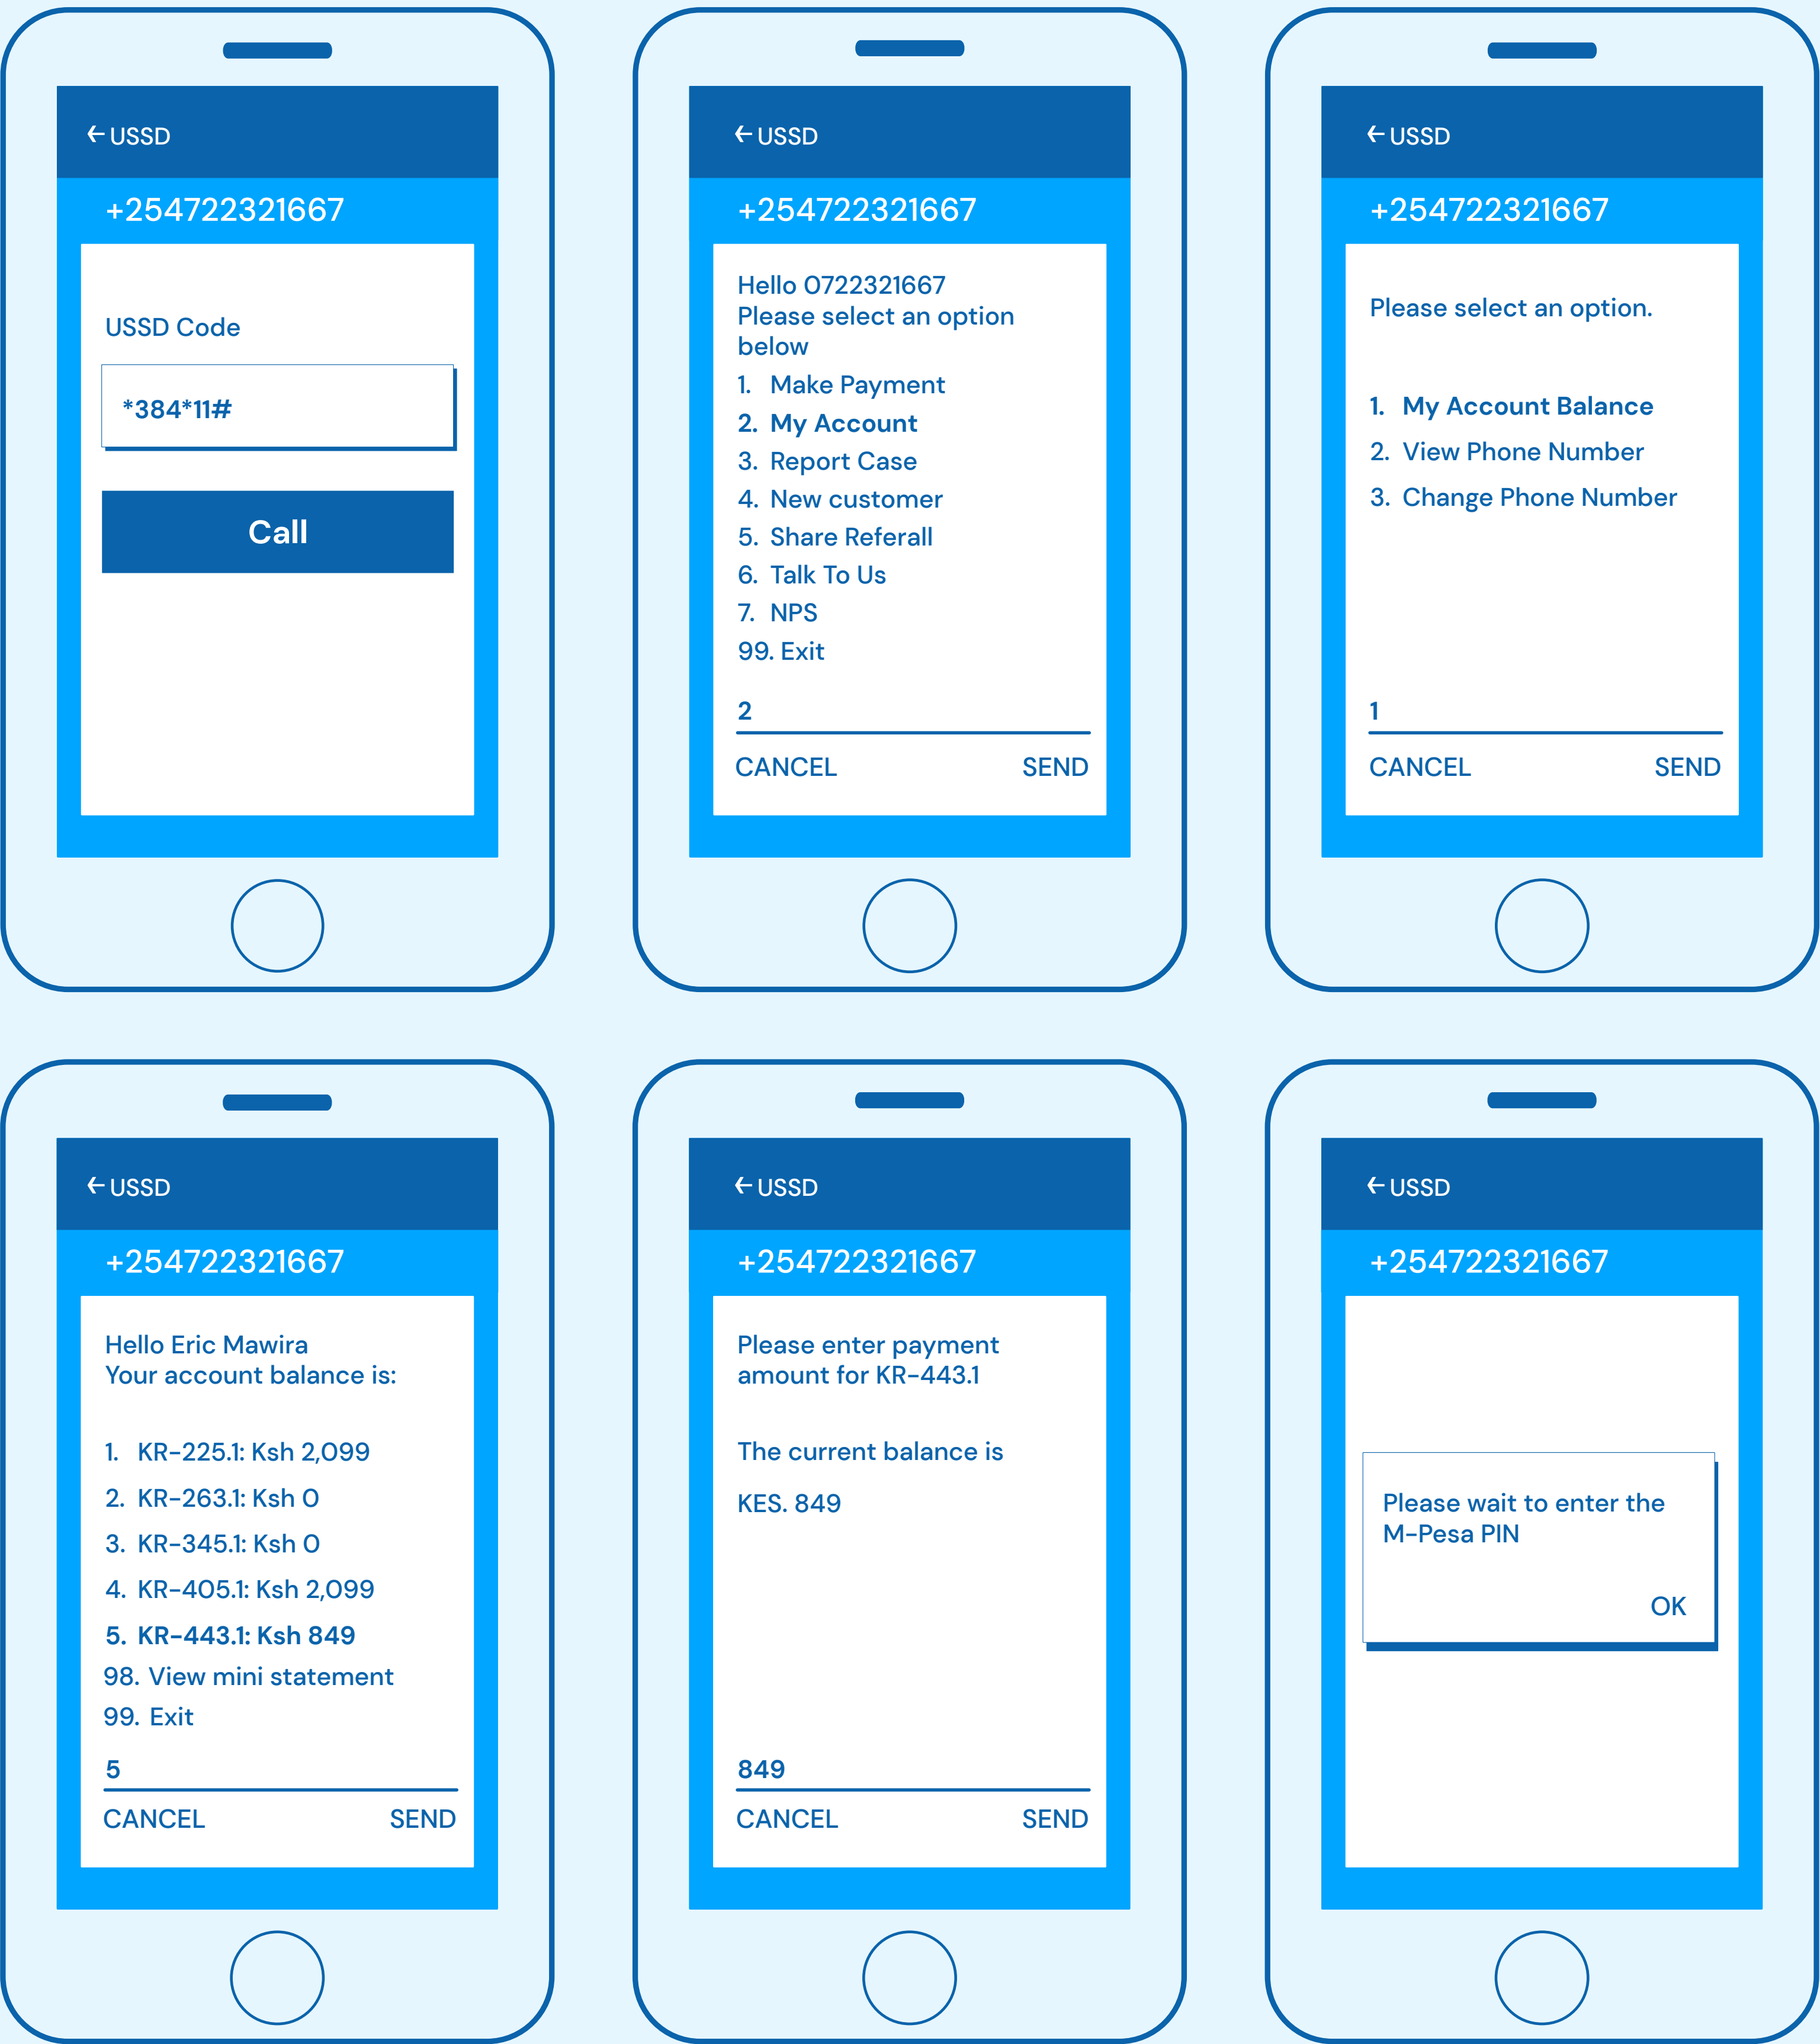 ← USSD
+254722321667
USSD Code
*384*11#
Call
← USSD
+254722321667
Hello 0722321667
Please select an option
below
1. Make Payment
2. My Account
3. Report Case
4. New customer
5. Share Referall
6. Talk To Us
7. NPS
99. Exit
2
CANCEL SEND
← USSD
+254722321667
Please select an option.
1. My Account Balance
2. View Phone Number
3. Change Phone Number
1
CANCEL SEND
← USSD
+254722321667
Hello Eric Mawira
Your account balance is:
1. KR-225.1: Ksh 2,099
2. KR-263.1: Ksh 0
3. KR-345.1: Ksh 0
4. KR-405.1: Ksh 2,099
5. KR-443.1: Ksh 849
98. View mini statement
99. Exit
5
CANCEL SEND
← USSD
+254722321667
Please enter payment
amount for KR-443.1
The current balance is
KES. 849
849
CANCEL SEND
← USSD
+254722321667
Please wait to enter the
M-Pesa PIN
OK